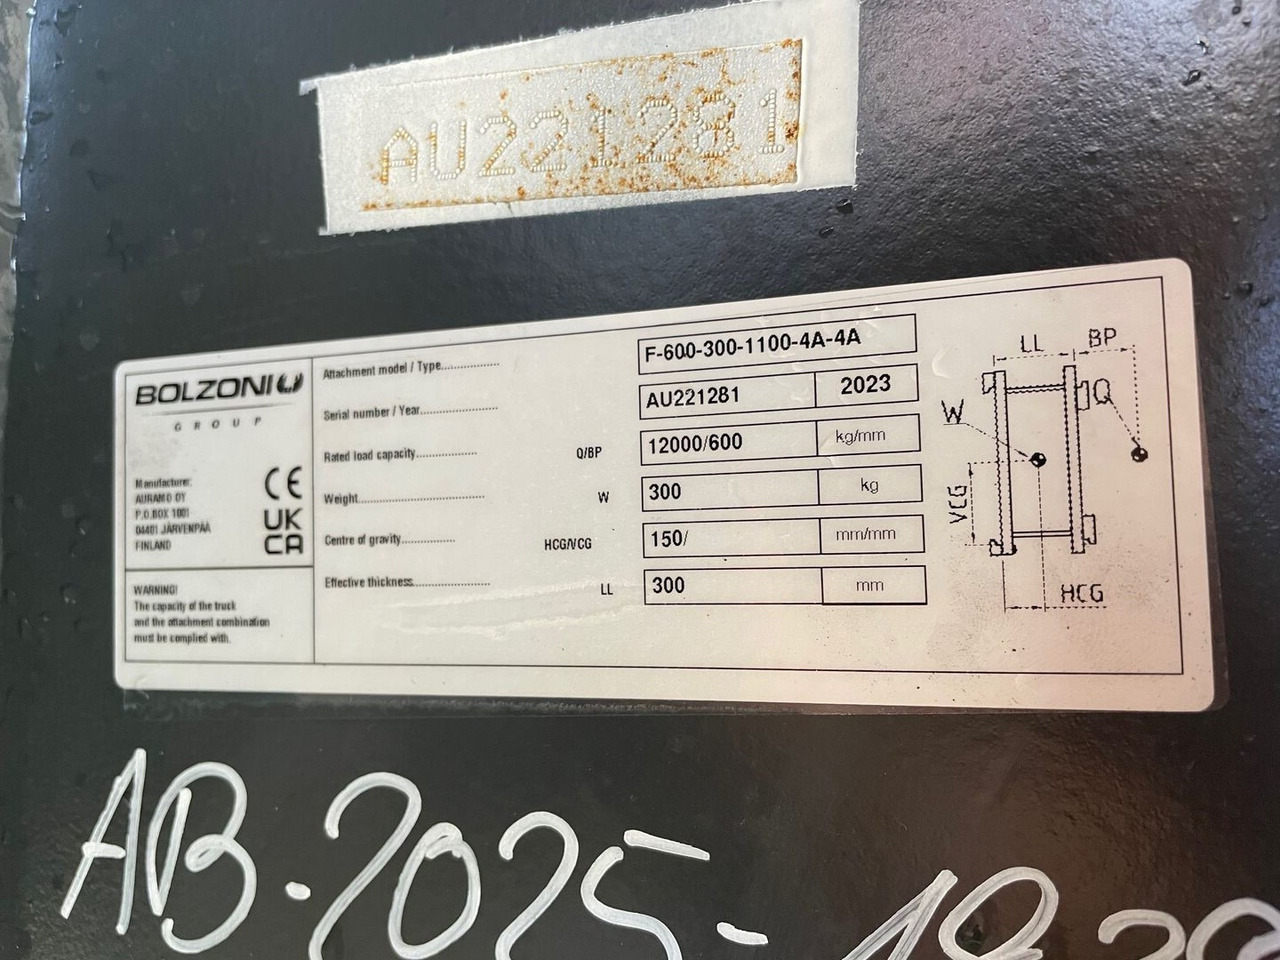 AU221281
BOLZONI
GROUP
Manufacturer:
AURAMO OY
P.O.BOX 1001
04401 JÄRVENPÄÄ
FINLAND
CE
UK
CA
WARNING!
The capacity of the truck
and the attachment combination
must be complied with.
Attachment model / Type.................. F-600-300-1100-4A-4A
Serial number / Year.................. AU221281 2023
Rated load capacity.............. Q/BP 12000/600 kg/mm
Weight............................. W 300 kg
Centre of gravity............. HCG/VCG 150/ mm/mm
Effective thickness................... LL 300 mm
LL BP
W Q
VCG
HCG
AB-2025-